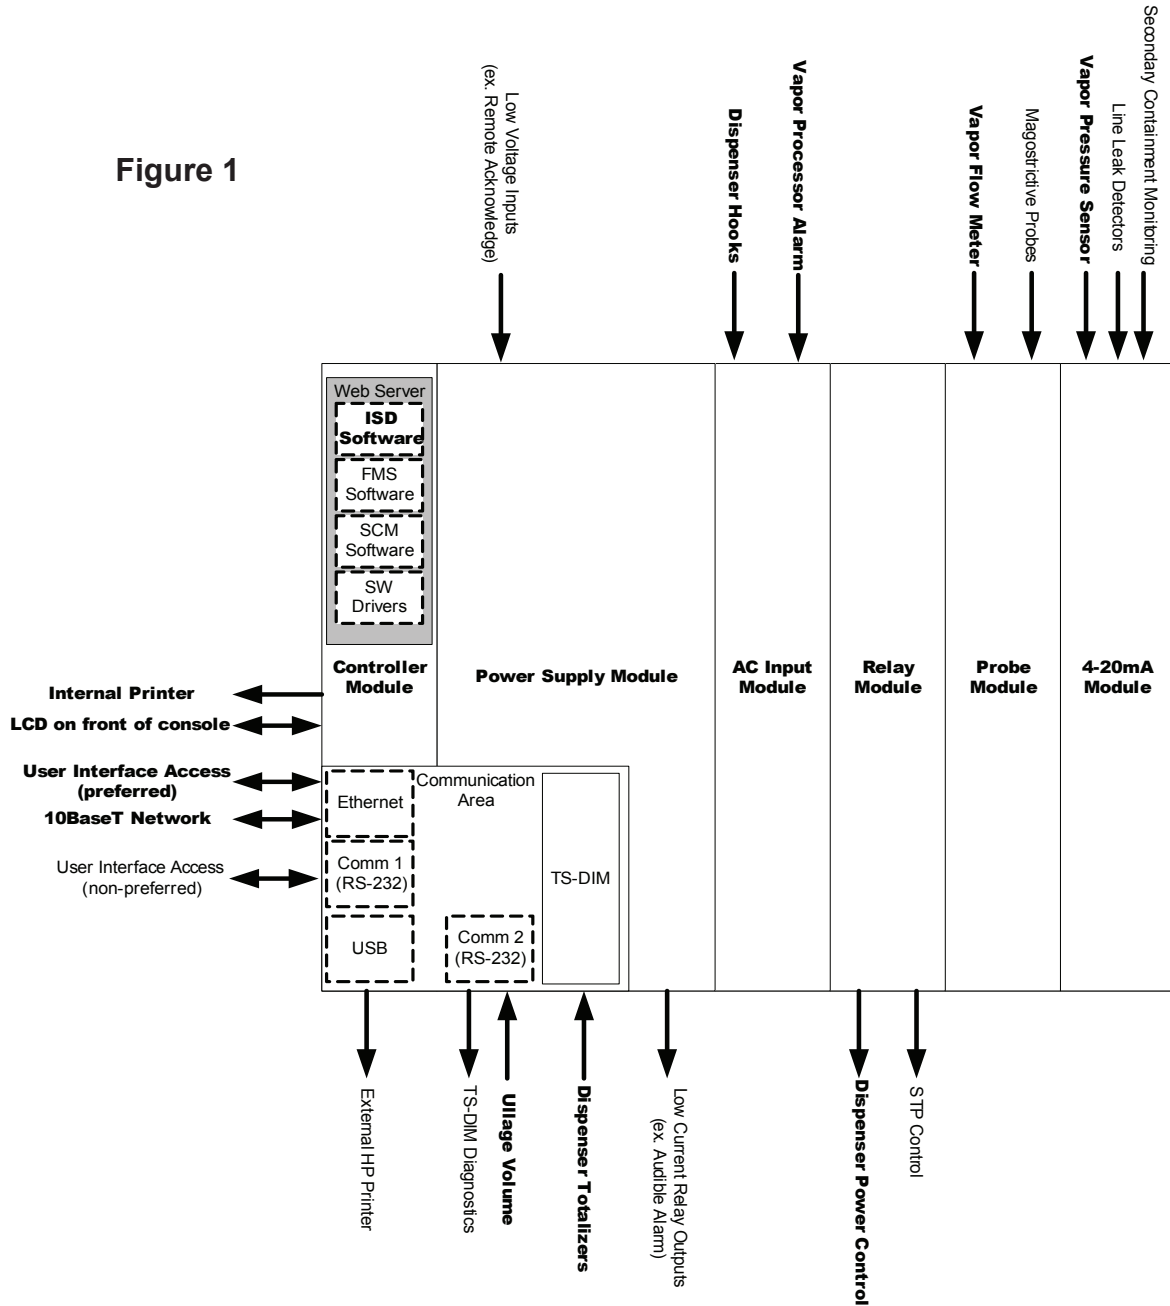 Figure 1
Low Voltage Inputs
(ex. Remote Acknowledge)
Dispenser Hooks
Vapor Processor Alarm
Vapor Flow Meter
Magostrictive Probes
Vapor Pressure Sensor
Line Leak Detectors
Secondary Containment Monitoring
Web Server
ISD
Software
FMS
Software
SCM
Software
SW
Drivers
Controller
Module
Power Supply Module
AC Input
Module
Relay
Module
Probe
Module
4-20mA
Module
Internal Printer
LCD on front of console
User Interface Access
(preferred)
10BaseT Network
User Interface Access
(non-preferred)
Ethernet
Communication
Area
Comm 1
(RS-232)
USB
Comm 2
(RS-232)
TS-DIM
External HP Printer
TS-DIM Diagnostics
Ullage Volume
Dispenser Totalizers
Low Current Relay Outputs
(ex. Audible Alarm)
Dispenser Power Control
STP Control